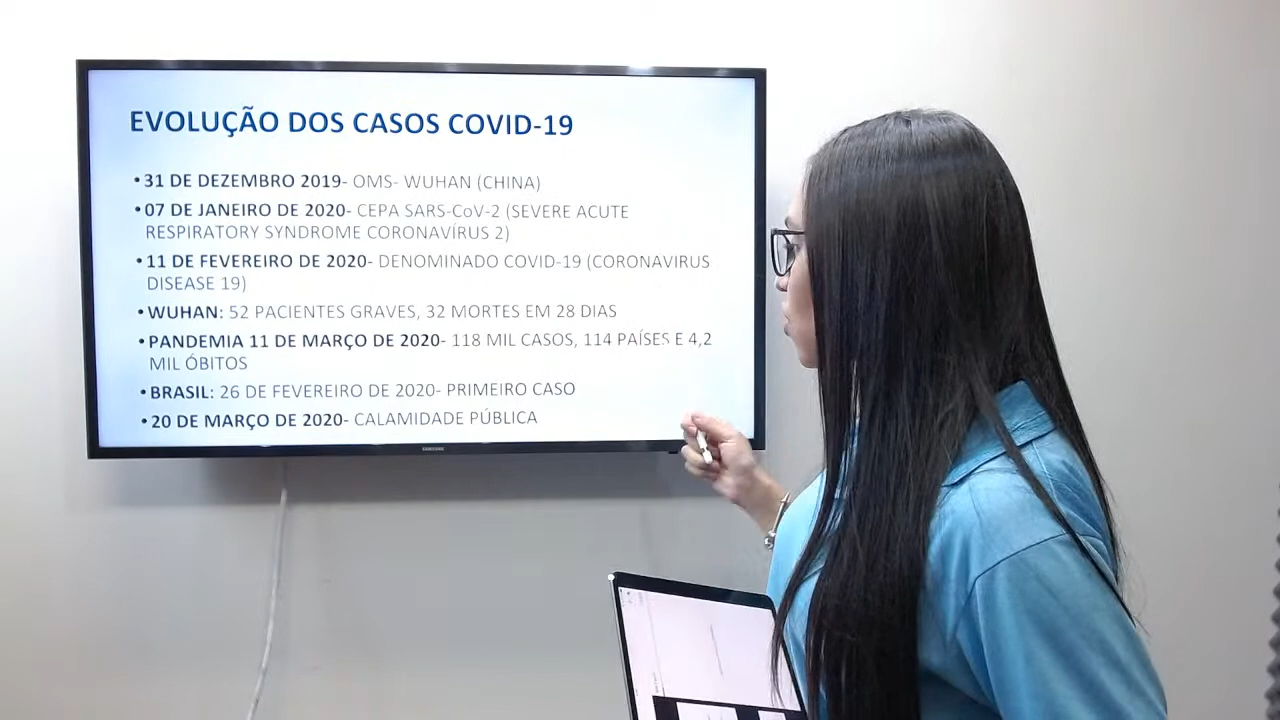 EVOLUÇÃO DOS CASOS COVID-19
•31 DE DEZEMBRO 2019- OMS- WUHAN (CHINA)
•07 DE JANEIRO DE 2020- CEPA SARS-CoV-2 (SEVERE ACUTE
RESPIRATORY SYNDROME CORONAVÍRUS 2)
•11 DE FEVEREIRO DE 2020- DENOMINADO COVID-19 (CORONAVIRUS
DISEASE 19)
•WUHAN: 52 PACIENTES GRAVES, 32 MORTES EM 28 DIAS
•PANDEMIA 11 DE MARÇO DE 2020- 118 MIL CASOS, 114 PAÍSES E 4,2
MIL ÓBITOS
•BRASIL: 26 DE FEVEREIRO DE 2020- PRIMEIRO CASO
•20 DE MARÇO DE 2020- CALAMIDADE PÚBLICA
SAMSUNG